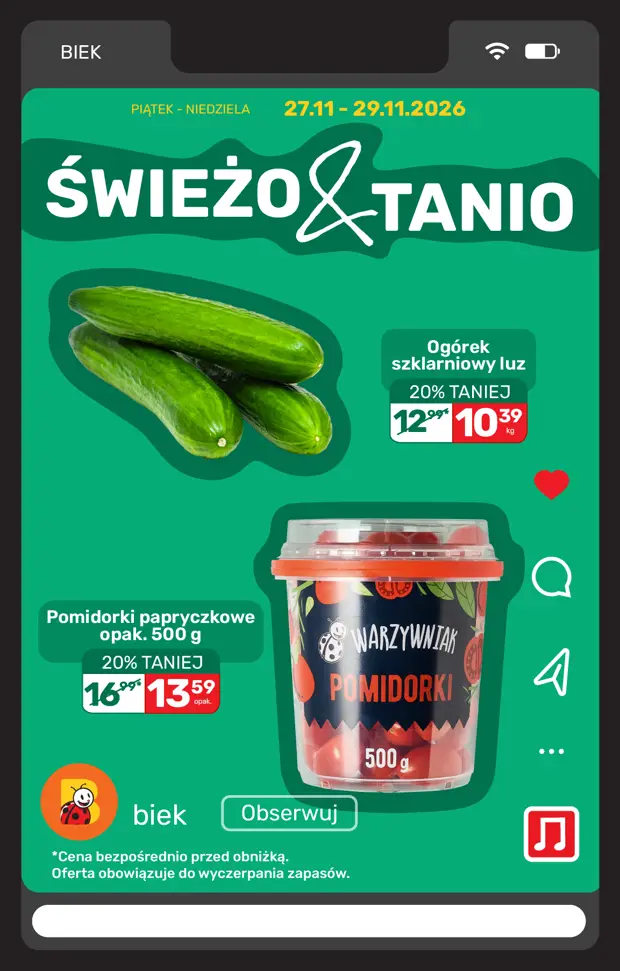 BIEK
PIĄTEK - NIEDZIELA 27.11 - 29.11.2026
ŚWIEŻO & TANIO
Ogórek
szklarniowy luz
20% TANIEJ
12,99* 10 39
kg
WARZYWNIAK
POMIDORKI
500 g
Pomidorki papryczkowe
opak. 500 g
20% TANIEJ
16,99* 13 59
opak.
B
biek Obserwuj
*Cena bezpośrednio przed obniżką.
Oferta obowiązuje do wyczerpania zapasów.